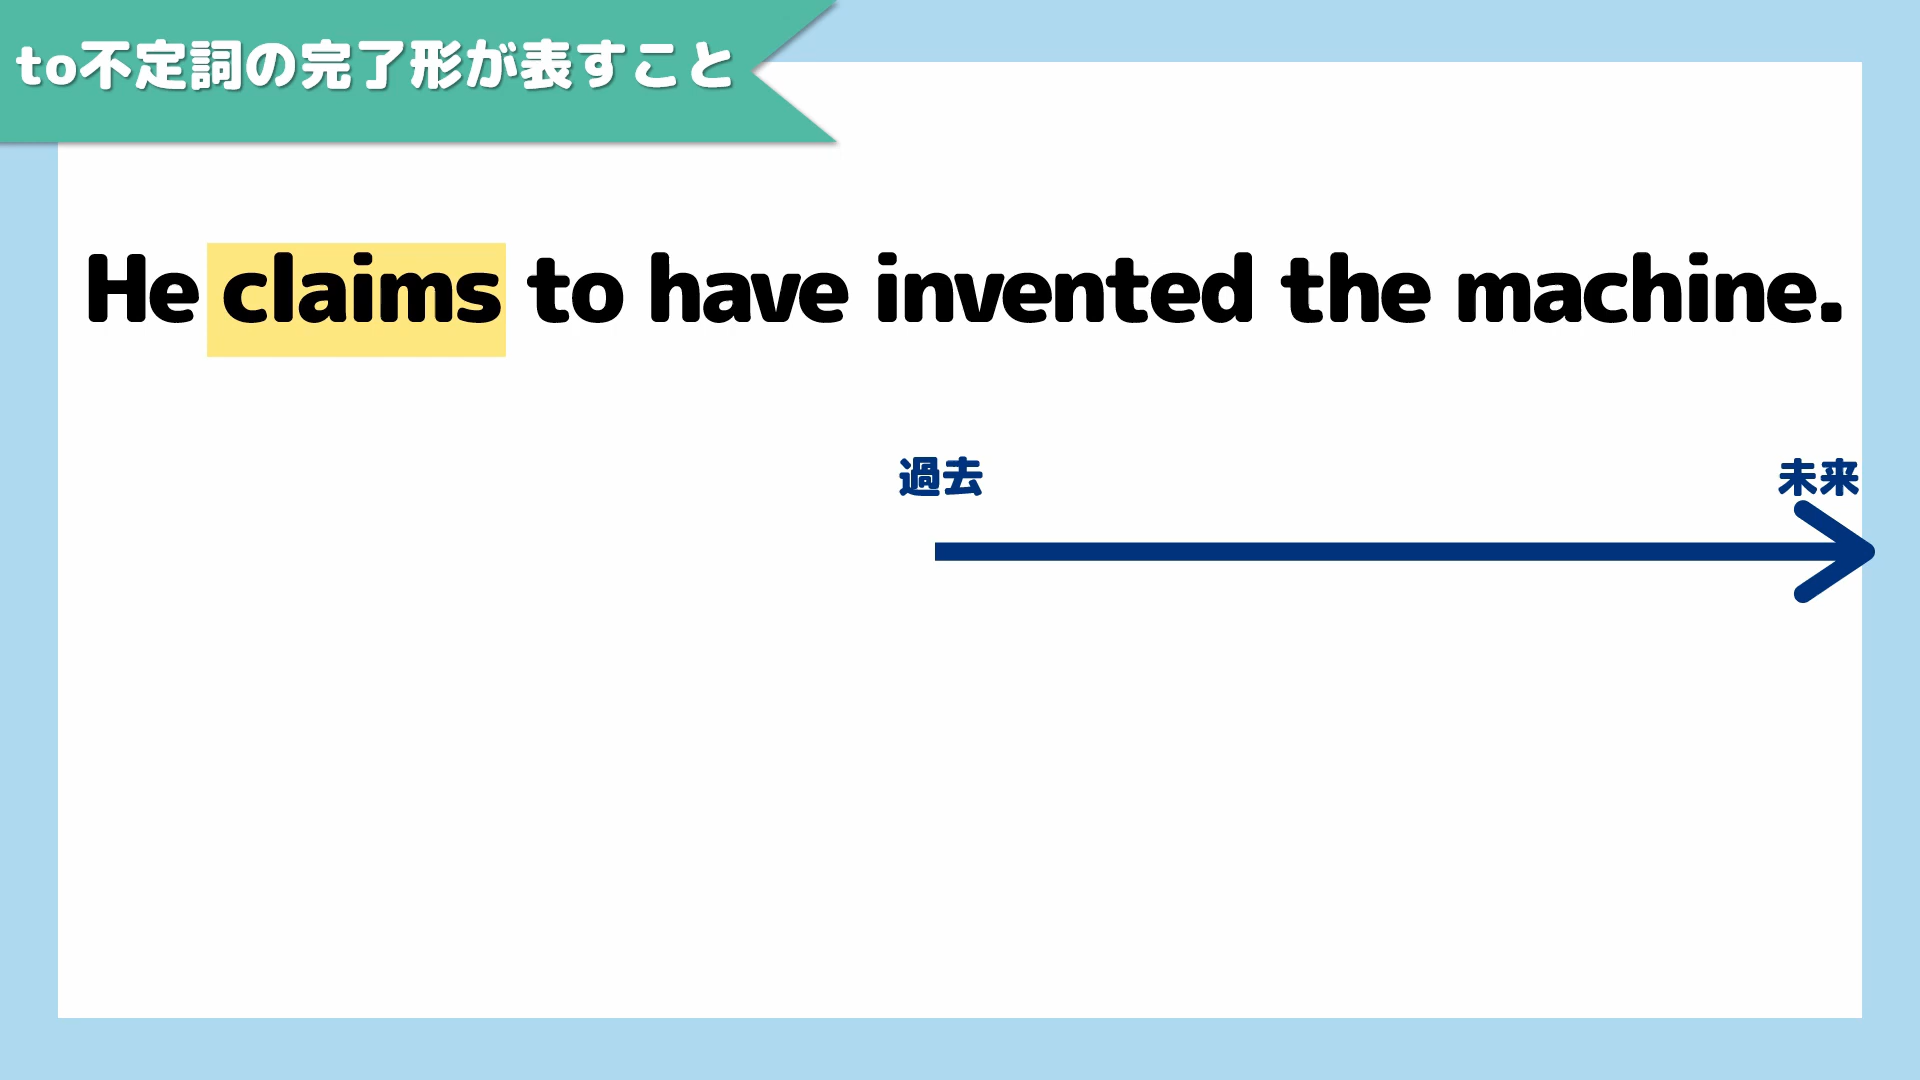 to不定詞の完了形が表すこと
He claims to have invented the machine.
過去 未来